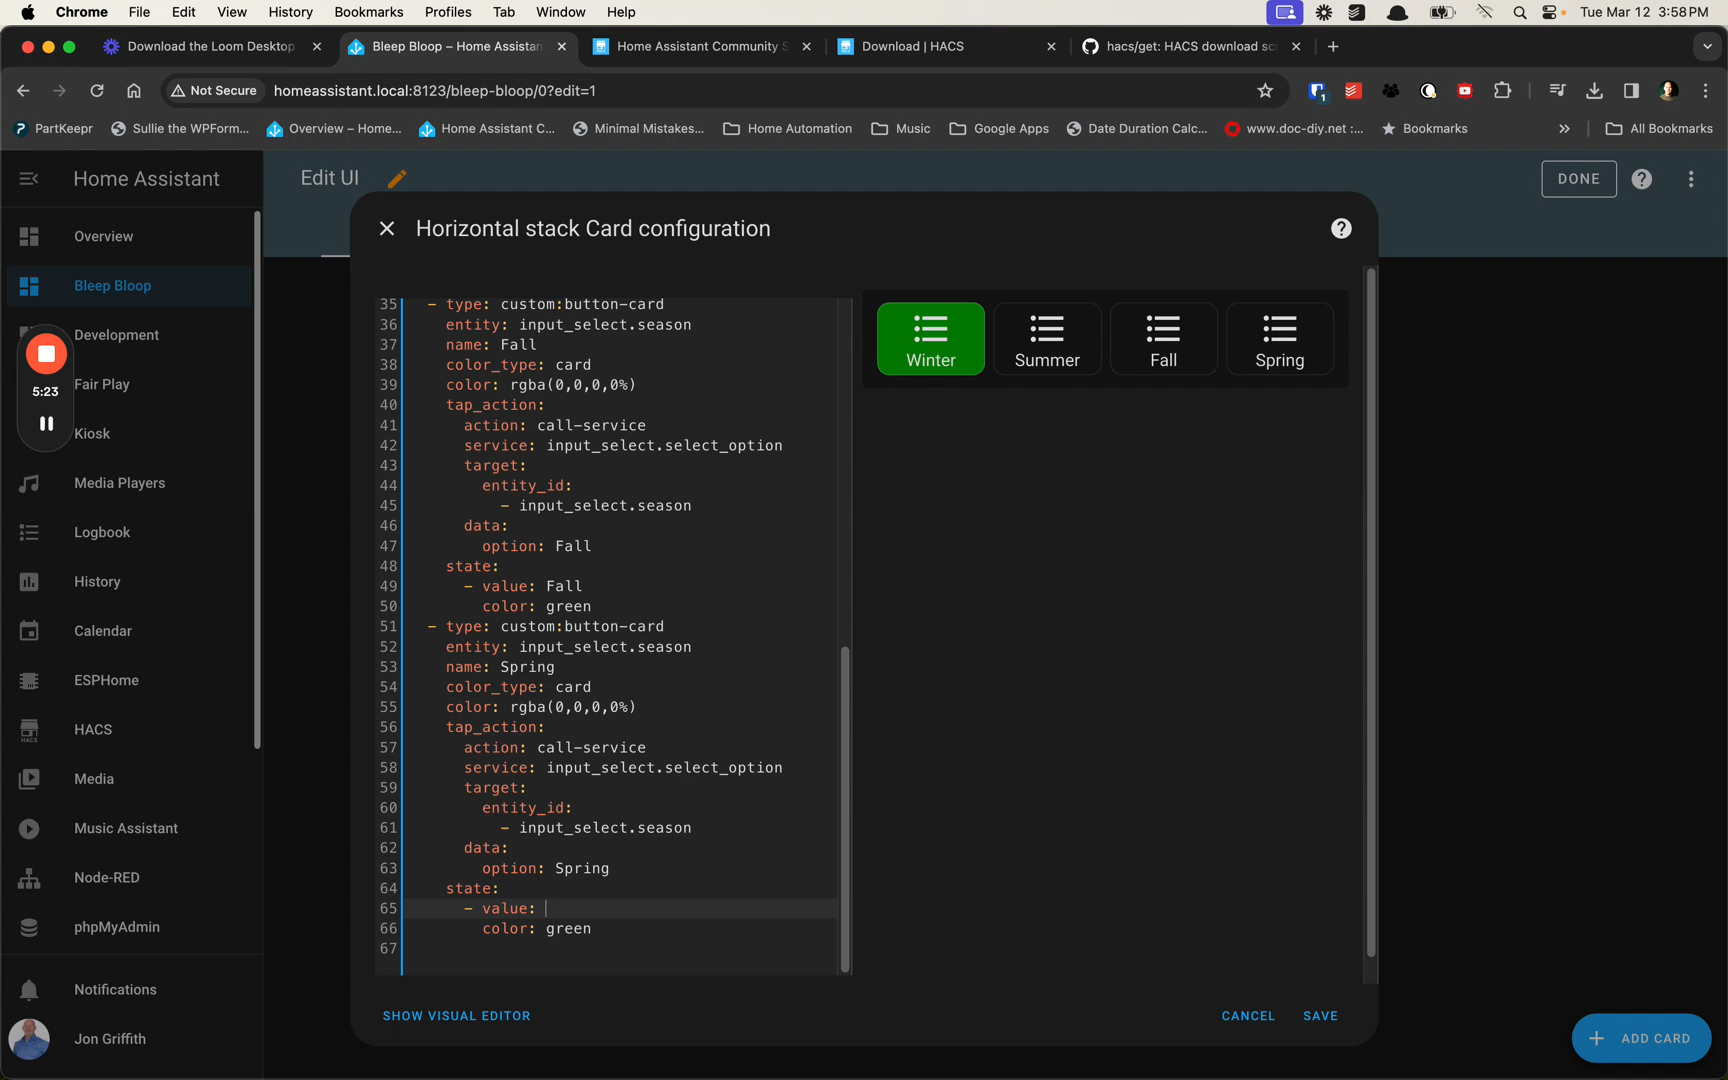 Chrome File Edit View History Bookmarks Profiles Tab Window Help Tue Mar 12 3:58 PM
Download the Loom Desktop Bleep Bloop – Home Assistan Home Assistant Community S Download | HACS hacs/get: HACS download sc
Not Secure homeassistant.local:8123/bleep-bloop/0?edit=1 1
PartKeepr Sullie the WPForm... Overview – Home... Home Assistant C... Minimal Mistakes... Home Automation Music Google Apps Date Duration Calc... www.doc-diy.net :... Bookmarks » All Bookmarks
Home Assistant
Edit UI
DONE
Overview
Bleep Bloop
Development
Fair Play
Kiosk
Media Players
Logbook
History
Calendar
ESPHome
HACS
HACS
Media
Music Assistant
Node-RED
phpMyAdmin
Notifications
Jon Griffith
5:23
Horizontal stack Card configuration
35 - type: custom:button-card
36 entity: input_select.season
37 name: Fall
38 color_type: card
39 color: rgba(0,0,0,0%)
40 tap_action:
41 action: call-service
42 service: input_select.select_option
43 target:
44 entity_id:
45 - input_select.season
46 data:
47 option: Fall
48 state:
49 - value: Fall
50 color: green
51 - type: custom:button-card
52 entity: input_select.season
53 name: Spring
54 color_type: card
55 color: rgba(0,0,0,0%)
56 tap_action:
57 action: call-service
58 service: input_select.select_option
59 target:
60 entity_id:
61 - input_select.season
62 data:
63 option: Spring
64 state:
65 - value:
66 color: green
67
Winter Summer Fall Spring
SHOW VISUAL EDITOR
CANCEL SAVE
ADD CARD